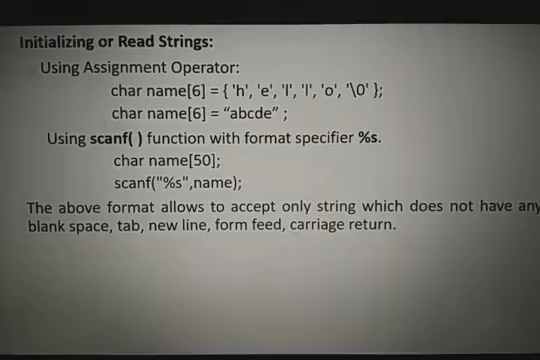 Initializing or Read Strings:
Using Assignment Operator:
char name[6] = { 'h', 'e', 'l', 'l', 'o', '\0' };
char name[6] = “abcde” ;
Using scanf( ) function with format specifier %s.
char name[50];
scanf("%s",name);
The above format allows to accept only string which does not have any
blank space, tab, new line, form feed, carriage return.